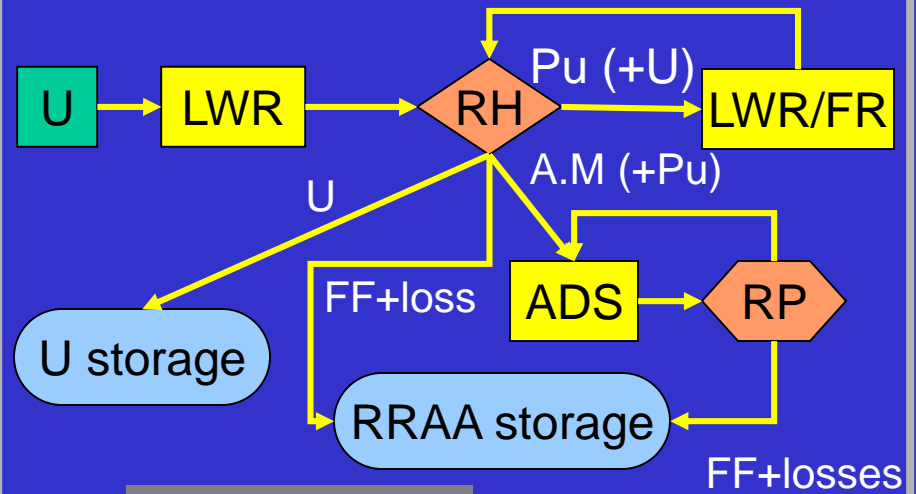 Pu (+U)
U
LWR
RH
LWR/FR
A.M (+Pu)
U
FF+loss
ADS
RP
U storage
RRAA storage
FF+losses